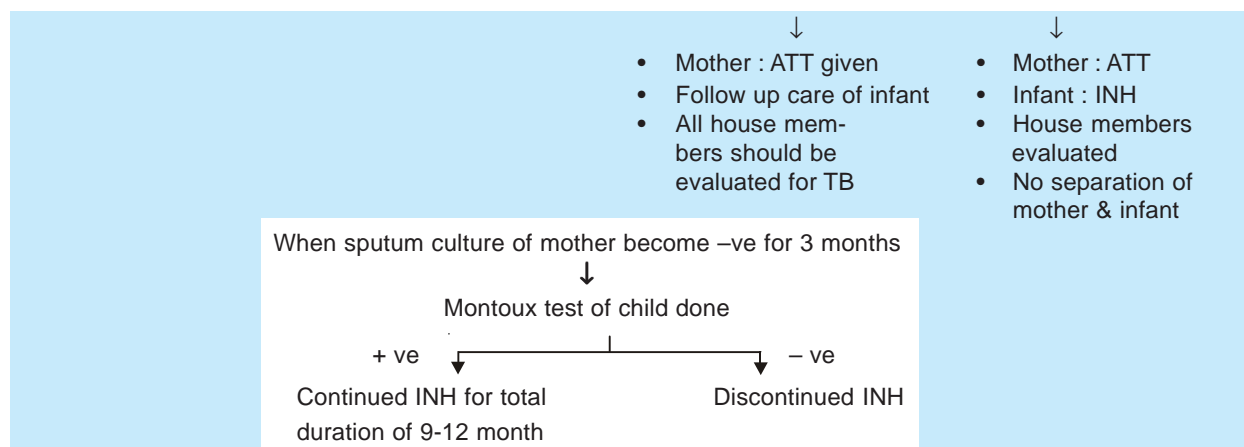 ↓
• Mother : ATT given
• Follow up care of infant
• All house mem-
bers should be
evaluated for TB
↓
• Mother : ATT
• Infant : INH
• House members
evaluated
• No separation of
mother & infant
When sputum culture of mother become –ve for 3 months
↓
Montoux test of child done
+ ve
– ve
Continued INH for total
duration of 9-12 month
Discontinued INH